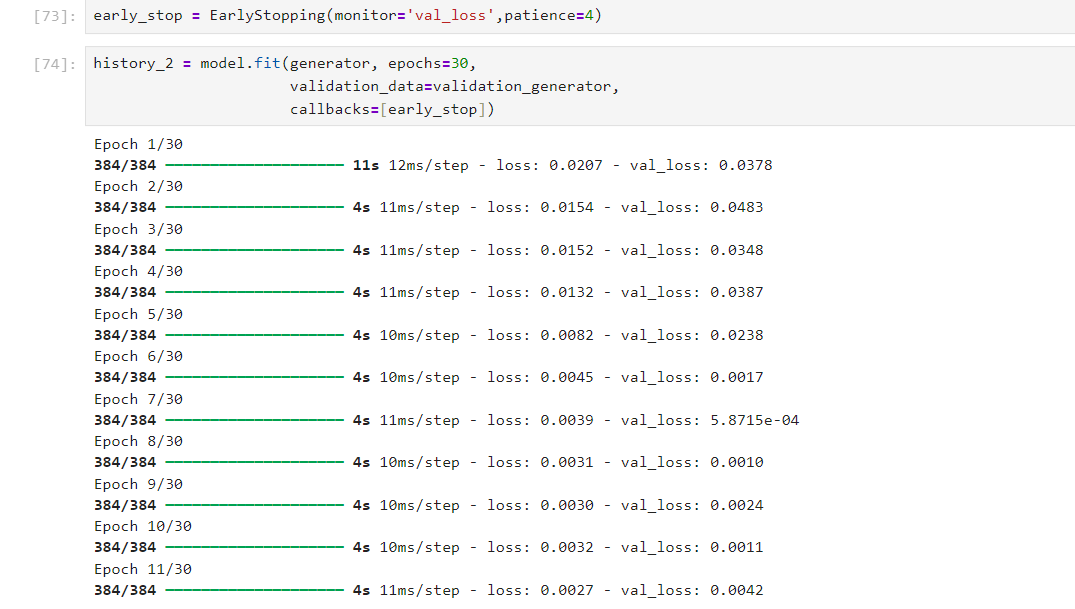 [73]: early_stop = EarlyStopping(monitor='val_loss',patience=4)
[74]: history_2 = model.fit(generator, epochs=30,
validation_data=validation_generator,
callbacks=[early_stop])
Epoch 1/30
384/384 ━━━━━━━━━━━━━━━━━━━━ 11s 12ms/step - loss: 0.0207 - val_loss: 0.0378
Epoch 2/30
384/384 ━━━━━━━━━━━━━━━━━━━━ 4s 11ms/step - loss: 0.0154 - val_loss: 0.0483
Epoch 3/30
384/384 ━━━━━━━━━━━━━━━━━━━━ 4s 11ms/step - loss: 0.0152 - val_loss: 0.0348
Epoch 4/30
384/384 ━━━━━━━━━━━━━━━━━━━━ 4s 11ms/step - loss: 0.0132 - val_loss: 0.0387
Epoch 5/30
384/384 ━━━━━━━━━━━━━━━━━━━━ 4s 10ms/step - loss: 0.0082 - val_loss: 0.0238
Epoch 6/30
384/384 ━━━━━━━━━━━━━━━━━━━━ 4s 10ms/step - loss: 0.0045 - val_loss: 0.0017
Epoch 7/30
384/384 ━━━━━━━━━━━━━━━━━━━━ 4s 11ms/step - loss: 0.0039 - val_loss: 5.8715e-04
Epoch 8/30
384/384 ━━━━━━━━━━━━━━━━━━━━ 4s 10ms/step - loss: 0.0031 - val_loss: 0.0010
Epoch 9/30
384/384 ━━━━━━━━━━━━━━━━━━━━ 4s 10ms/step - loss: 0.0030 - val_loss: 0.0024
Epoch 10/30
384/384 ━━━━━━━━━━━━━━━━━━━━ 4s 10ms/step - loss: 0.0032 - val_loss: 0.0011
Epoch 11/30
384/384 ━━━━━━━━━━━━━━━━━━━━ 4s 11ms/step - loss: 0.0027 - val_loss: 0.0042